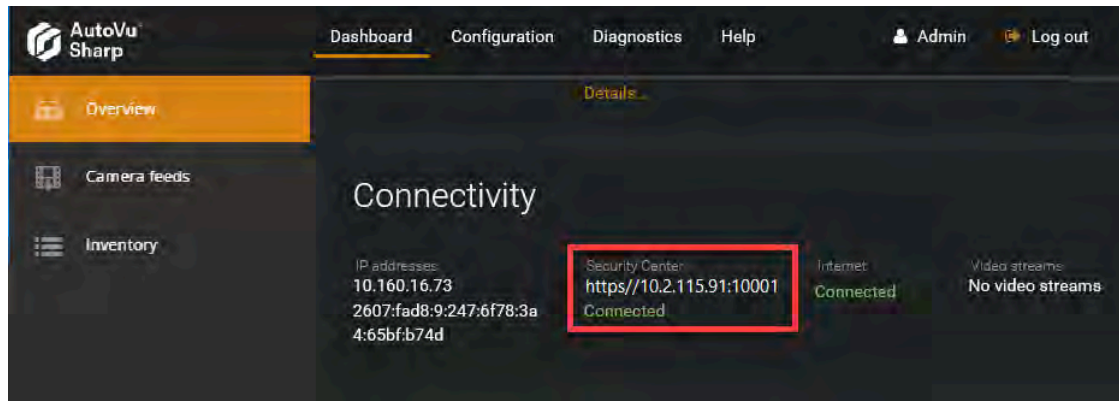 AutoVu
Sharp
Dashboard Configuration Diagnostics Help Admin Log out
Overview
Camera feeds
Inventory
Details...
Connectivity
IP addresses
10.160.16.73
2607:fad8:9:247:6f78:3a
4:65bf:b74d
Security Center
https//10.2.115.91:10001
Connected
Internet
Connected
Video streams
No video streams